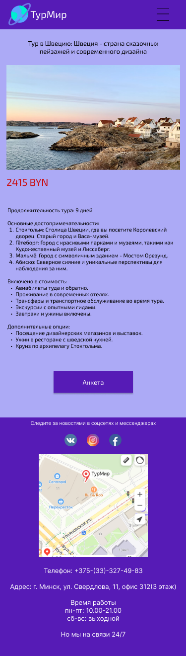 ТурМир
Тур в Швецию: Швеция - страна сказочных
пейзажей и современного дизайна
2415 BYN
Продолжительность тура: 9 дней
Основные достопримечательности:
1. Стокгольм: Столица Швеции, где вы посетите Королевский
дворец, Старый город и Васа-музей.
2. Гётеборг: Город с красивыми парками и музеями, такими как
Художественный музей и Лисеберг.
3. Мальмё: Город с символичным зданием - Мостом Эресунд.
4. Абиско: Северное сияние и уникальные перспективы для
наблюдения за ним.
Включено в стоимость:
Авиабилеты туда и обратно.
Проживание в современных отелях.
Трансферы и транспортное обслуживание во время тура.
Экскурсии с опытными гидами.
Завтраки и ужины включены
Дополнительные опции:
Посещение дизайнерских магазинов и выставок.
Ужин в ресторане с шведской кухней.
Круиз по архипелагу Стокгольма.
Анкета
Следите за новостями в соцсетях и мессенджерах
ТурМир
Телефон: +375-(33)-327-49-83
Адрес: г. Минск, ул. Свердлова, 11, офис 312(3 этаж)
Время работы
пн-пт: 10.00-21.00
сб-вс: выходной
Но мы на связи 24/7